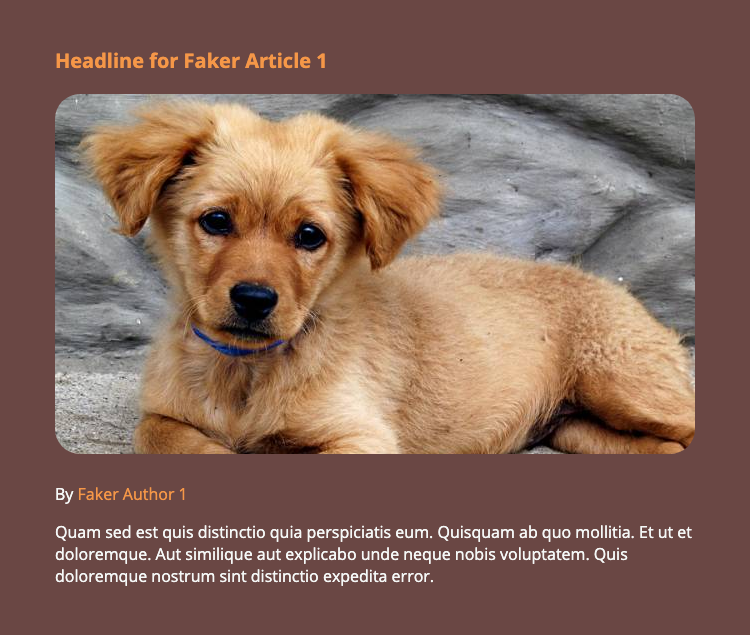 Headline for Faker Article 1
By Faker Author 1
Quam sed est quis distinctio quia perspiciatis eum. Quisquam ab quo mollitia. Et ut et
doloremque. Aut similique aut explicabo unde neque nobis voluptatem. Quis
doloremque nostrum sint distinctio expedita error.